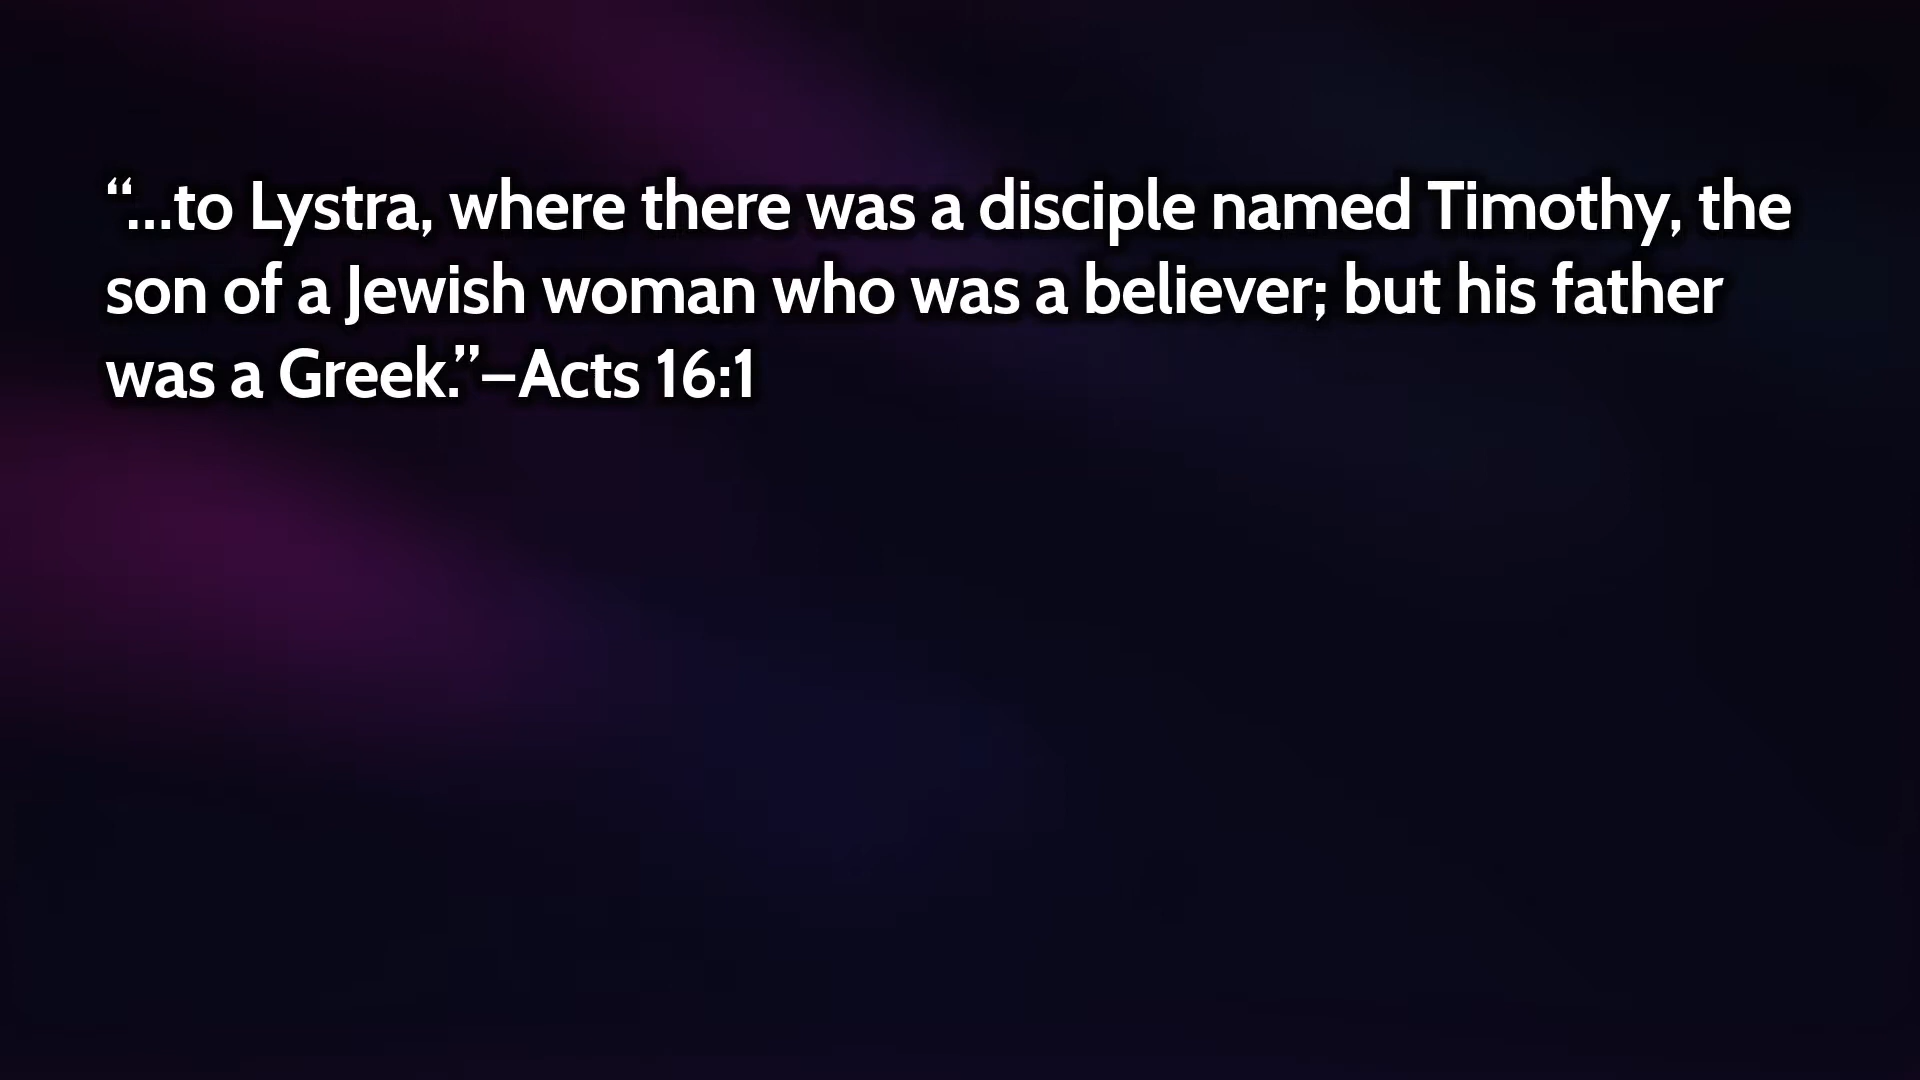 “...to Lystra, where there was a disciple named Timothy, the
son of a Jewish woman who was a believer; but his father
was a Greek.”–Acts 16:1